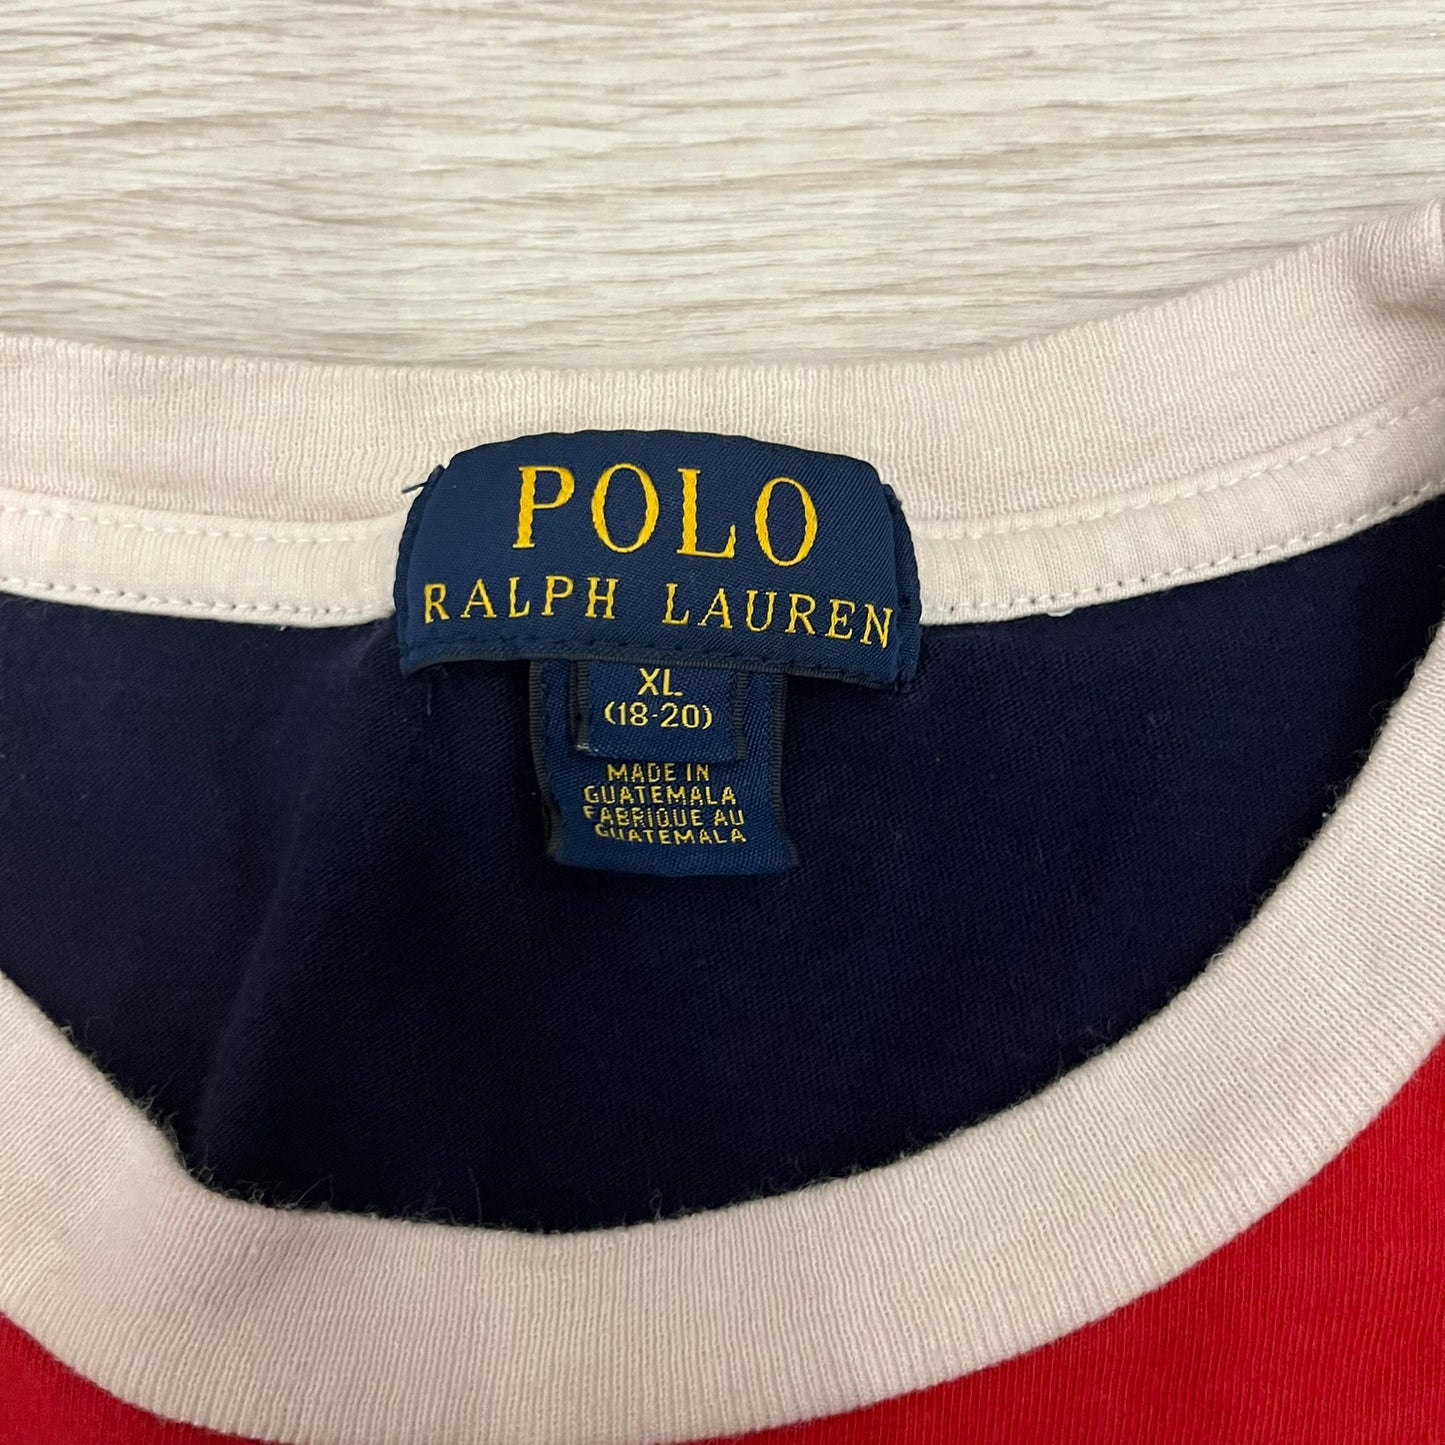 POLO
RALPH LAUREN
XL
(18-20)
MADE IN
GUATEMALA
FABRIQUE AU
GUATEMALA